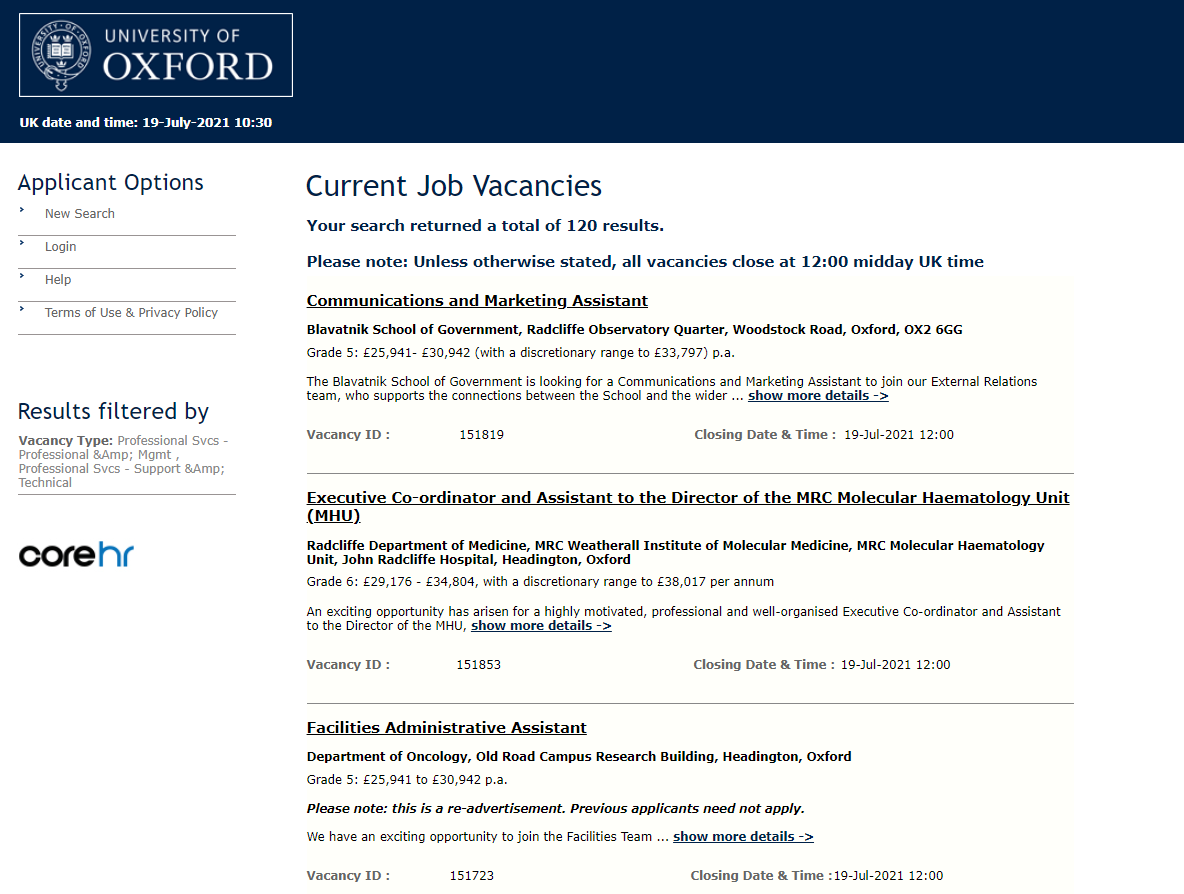 UNIVERSITY OF
OXFORD
UK date and time: 19-July-2021 10:30
Applicant Options
New Search
Login
Help
Terms of Use & Privacy Policy
Results filtered by
Vacancy Type: Professional Svcs -
Professional &Amp; Mgmt ,
Professional Svcs - Support &Amp;
Technical
corehr
Current Job Vacancies
Your search returned a total of 120 results.
Please note: Unless otherwise stated, all vacancies close at 12:00 midday UK time
Communications and Marketing Assistant
Blavatnik School of Government, Radcliffe Observatory Quarter, Woodstock Road, Oxford, OX2 6GG
Grade 5: £25,941- £30,942 (with a discretionary range to £33,797) p.a.
The Blavatnik School of Government is looking for a Communications and Marketing Assistant to join our External Relations
team, who supports the connections between the School and the wider ... show more details ->
Vacancy ID : 151819 Closing Date & Time : 19-Jul-2021 12:00
Executive Co-ordinator and Assistant to the Director of the MRC Molecular Haematology Unit
(MHU)
Radcliffe Department of Medicine, MRC Weatherall Institute of Molecular Medicine, MRC Molecular Haematology
Unit, John Radcliffe Hospital, Headington, Oxford
Grade 6: £29,176 - £34,804, with a discretionary range to £38,017 per annum
An exciting opportunity has arisen for a highly motivated, professional and well-organised Executive Co-ordinator and Assistant
to the Director of the MHU, show more details ->
Vacancy ID : 151853 Closing Date & Time : 19-Jul-2021 12:00
Facilities Administrative Assistant
Department of Oncology, Old Road Campus Research Building, Headington, Oxford
Grade 5: £25,941 to £30,942 p.a.
Please note: this is a re-advertisement. Previous applicants need not apply.
We have an exciting opportunity to join the Facilities Team ... show more details ->
Vacancy ID : 151723 Closing Date & Time :19-Jul-2021 12:00